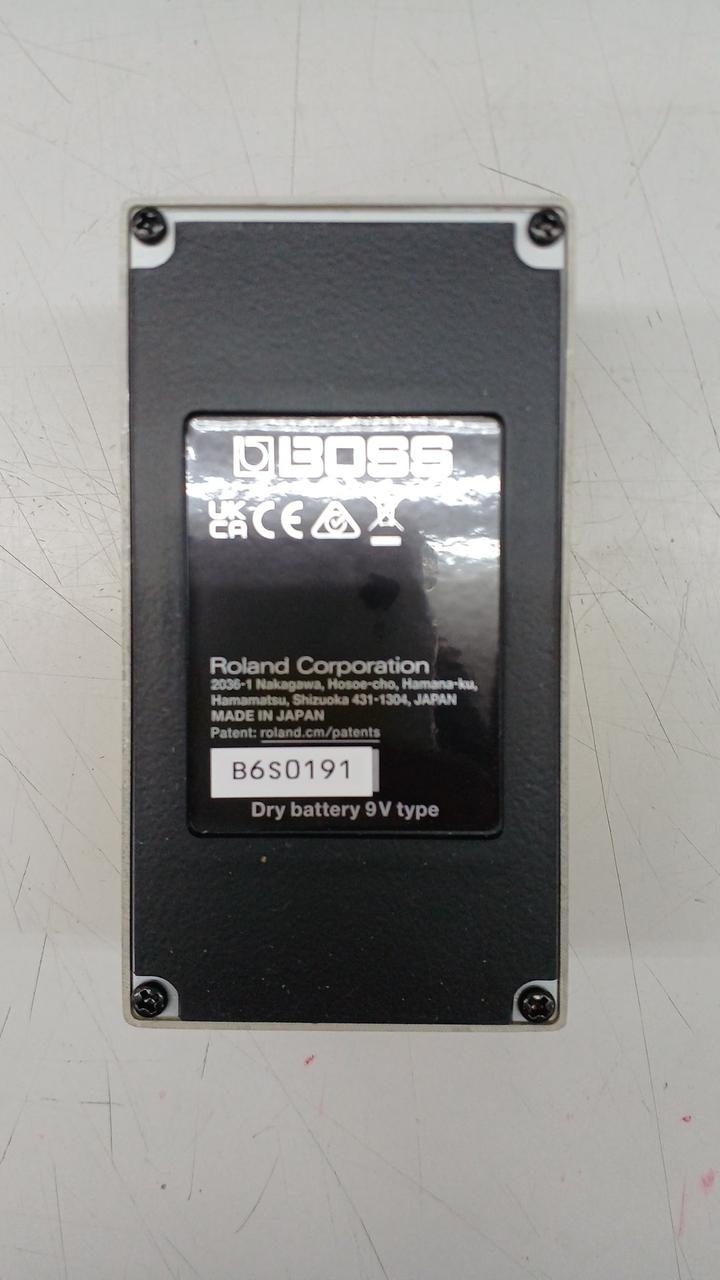 BOSS
UK
CA CE
Roland Corporation
2036-1 Nakagawa, Hosoe-cho, Hamana-ku,
Hamamatsu, Shizuoka 431-1304, JAPAN
MADE IN JAPAN
Patent: roland.cm/patents
B6S0191
Dry battery 9V type